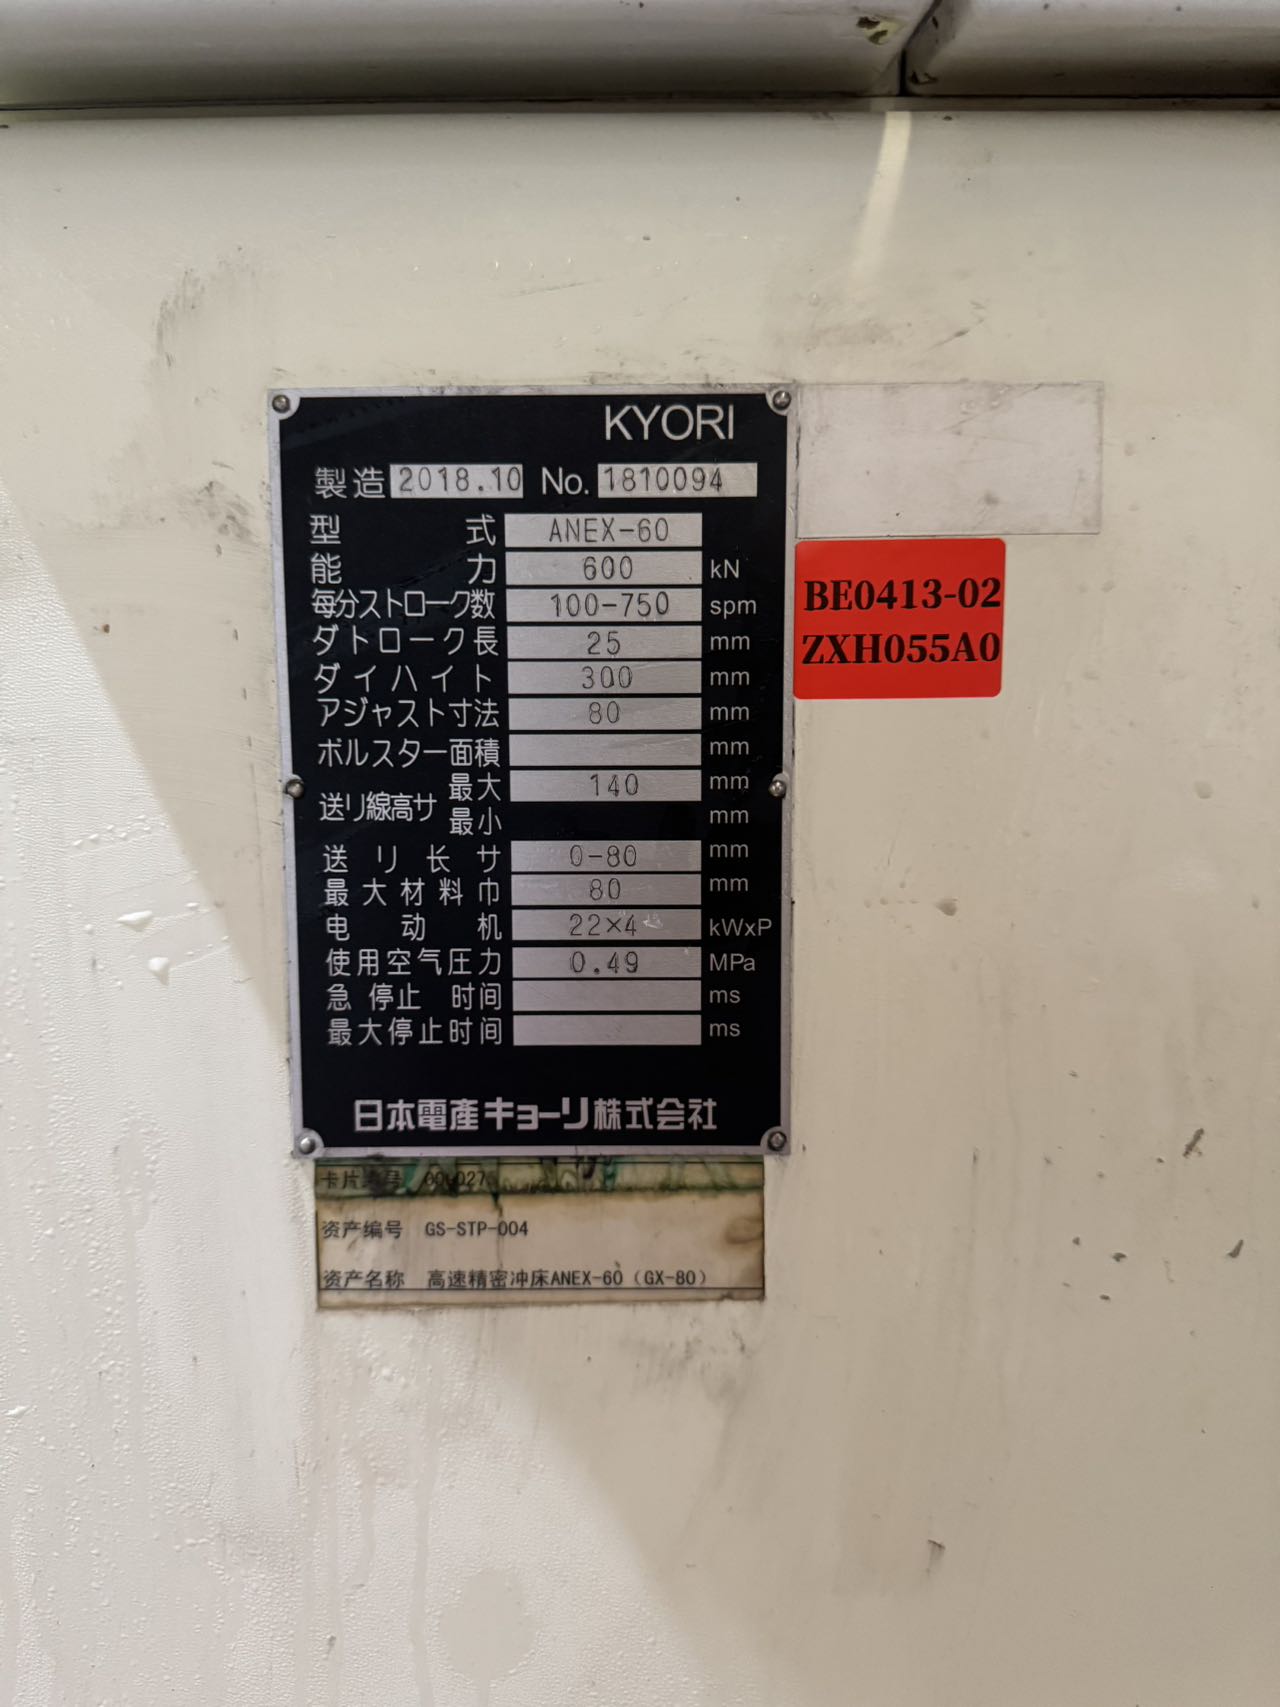 KYORI
製造 2018.10 No. 1810094
型式 ANEX-60
能力 600 kN
毎分ストローク数 100-750 spm
ダトローク長 25 mm
ダイハイト 300 mm
アジャスト寸法 80 mm
ボルスター面積 mm
送り線高サ 最大 140 mm
最小 mm
送リ长サ 0-80 mm
最大材料巾 80 mm
电动机 22×4 kWxP
使用空气圧力 0.49 MPa
急停止时间 ms
最大停止时间 ms
日本電産キョーリ株式会社
BE0413-02
ZXH055A0
卡片编号
资产编号 GS-STP-004
资产名称 高速精密冲床ANEX-60（GX-80）